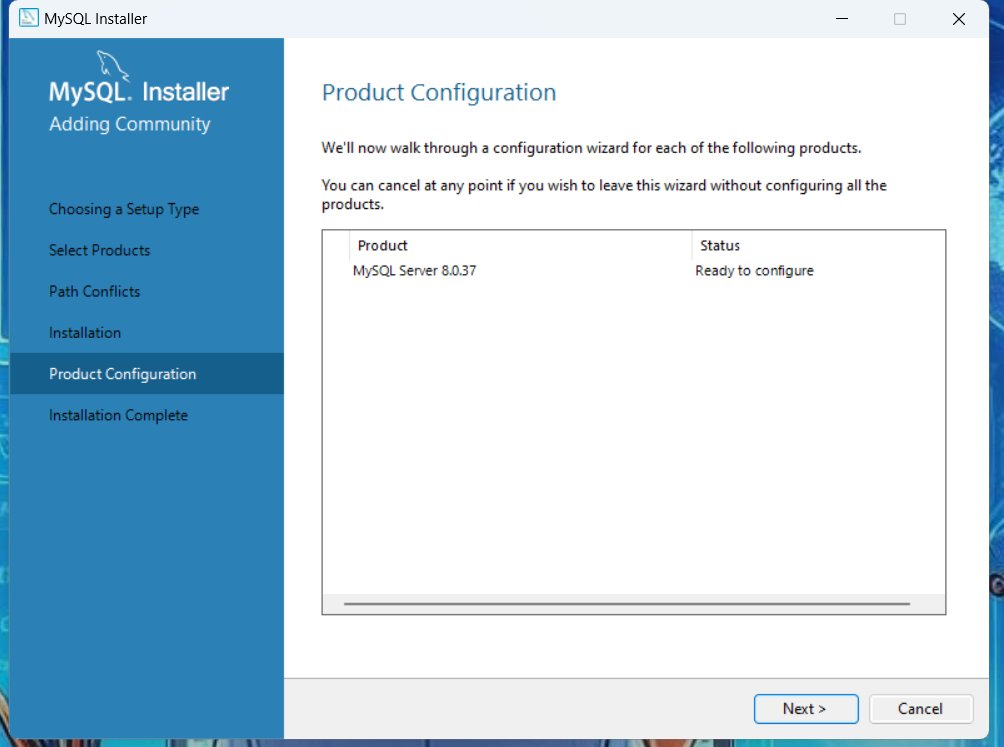 MySQL Installer
MySQL. Installer
Adding Community
Choosing a Setup Type
Select Products
Path Conflicts
Installation
Product Configuration
Installation Complete
Product Configuration
We'll now walk through a configuration wizard for each of the following products.
You can cancel at any point if you wish to leave this wizard without configuring all the
products.
Product Status
MySQL Server 8.0.37 Ready to configure
Next > Cancel